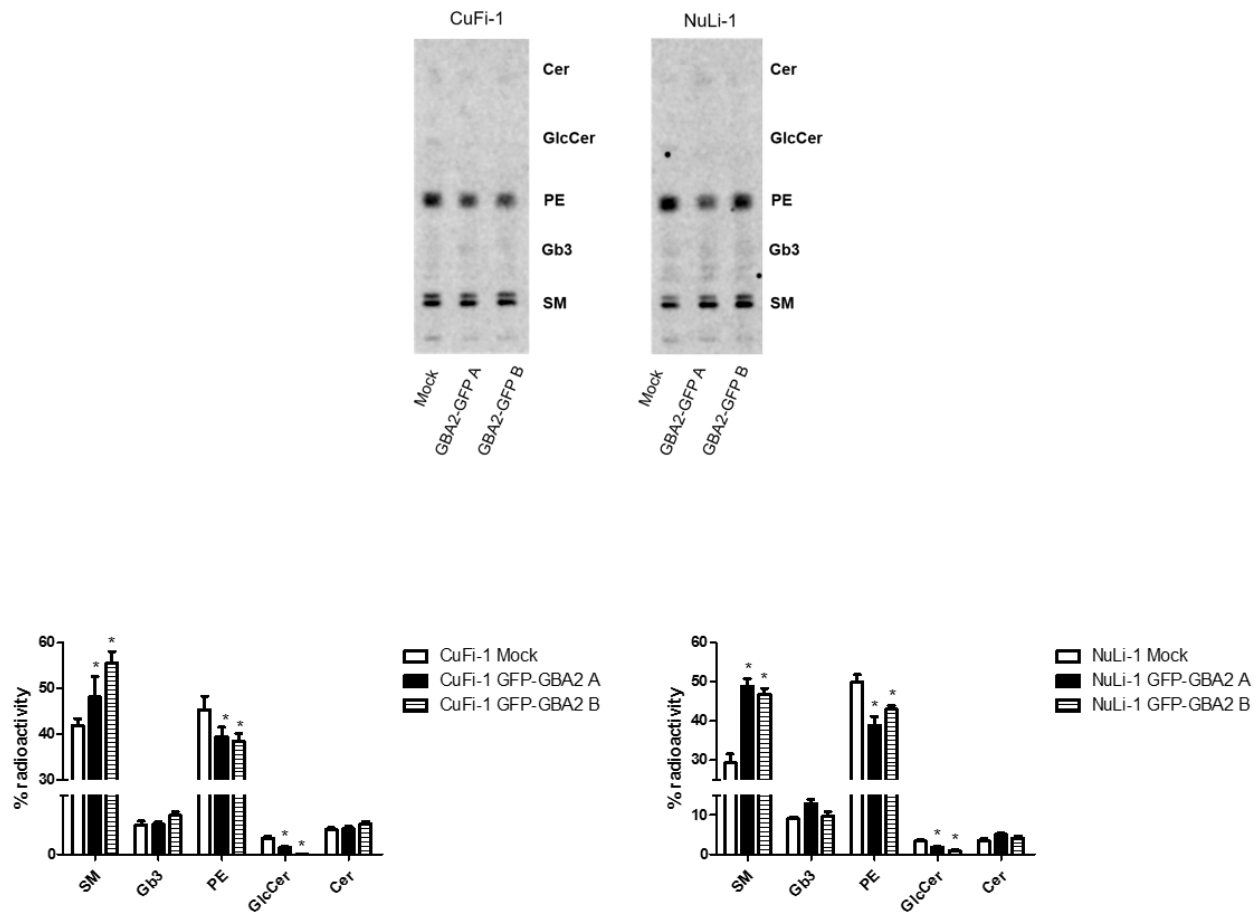 CuFi-1
NuLi-1
Cer
Cer
GlcCer
GlcCer
PE
PE
Gb3
Gb3
SM
SM
Mock
GBA2-GFP A
GBA2-GFP B
Mock
GBA2-GFP A
GBA2-GFP B
% radioactivity
60
50
40
30
0
*
*
*
*
*
*
SM
Gb3
PE
GlcCer
Cer
CuFi-1 Mock
CuFi-1 GFP-GBA2 A
CuFi-1 GFP-GBA2 B
% radioactivity
60
50
40
30
10
0
*
*
*
*
*
*
SM
Gb3
PE
GlcCer
Cer
NuLi-1 Mock
NuLi-1 GFP-GBA2 A
NuLi-1 GFP-GBA2 B